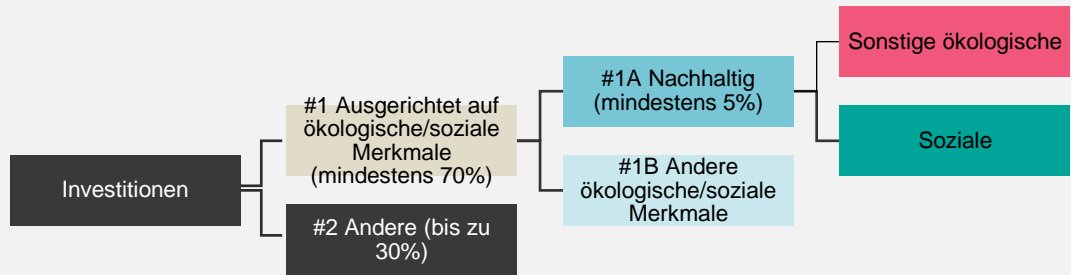 Investitionen
#1 Ausgerichtet auf
ökologische/soziale
Merkmale
(mindestens 70%)
#2 Andere (bis zu
30%)
#1A Nachhaltig
(mindestens 5%)
#1B Andere
ökologische/soziale
Merkmale
Sonstige ökologische
Soziale